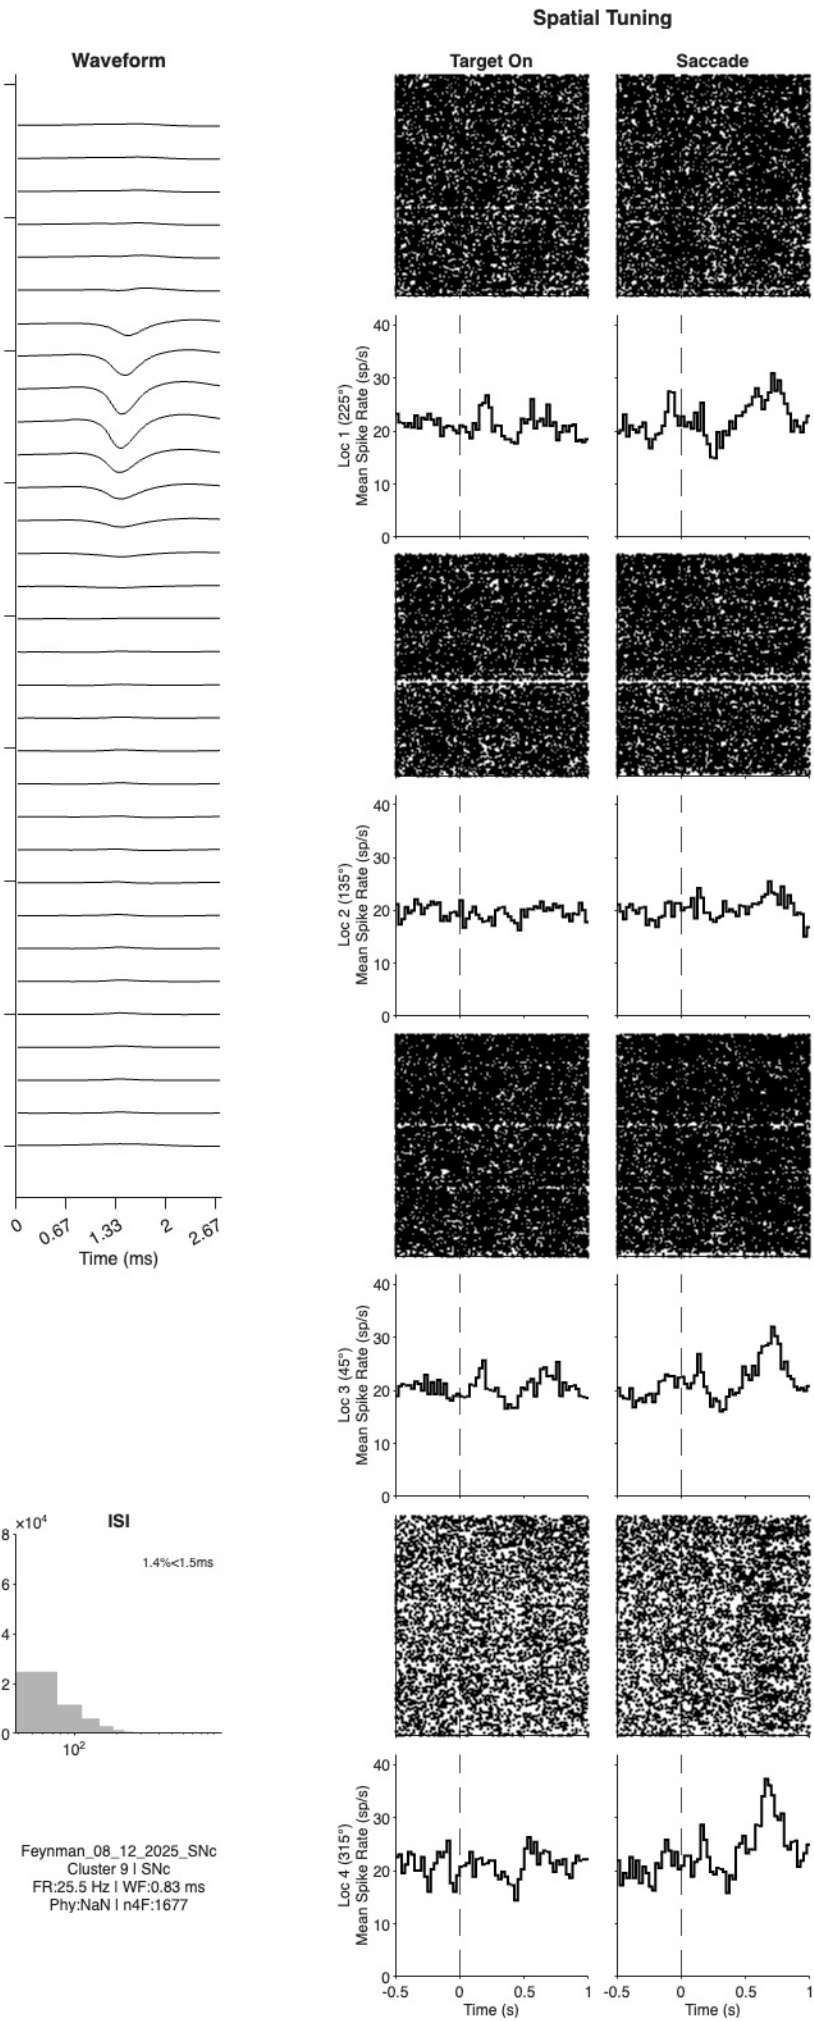 Spatial Tuning
Waveform
Target On
Saccade
0
0.67
1.33
2
2.67
Time (ms)
40
30
20
10
0
Loc 1 (225°)
Mean Spike Rate (sp/s)
40
30
20
10
0
Loc 2 (135°)
Mean Spike Rate (sp/s)
40
30
20
10
0
Loc 3 (45°)
Mean Spike Rate (sp/s)
×10⁴
ISI
1.4%<1.5ms
8
6
4
2
0
10²
40
30
20
10
0
Loc 4 (315°)
Mean Spike Rate (sp/s)
-0.5
0
0.5
1
Time (s)
-0.5
0
0.5
1
Time (s)
Feynman_08_12_2025_SNc
Cluster 9 | SNc
FR:25.5 Hz | WF:0.83 ms
Phy:NaN | n4F:1677